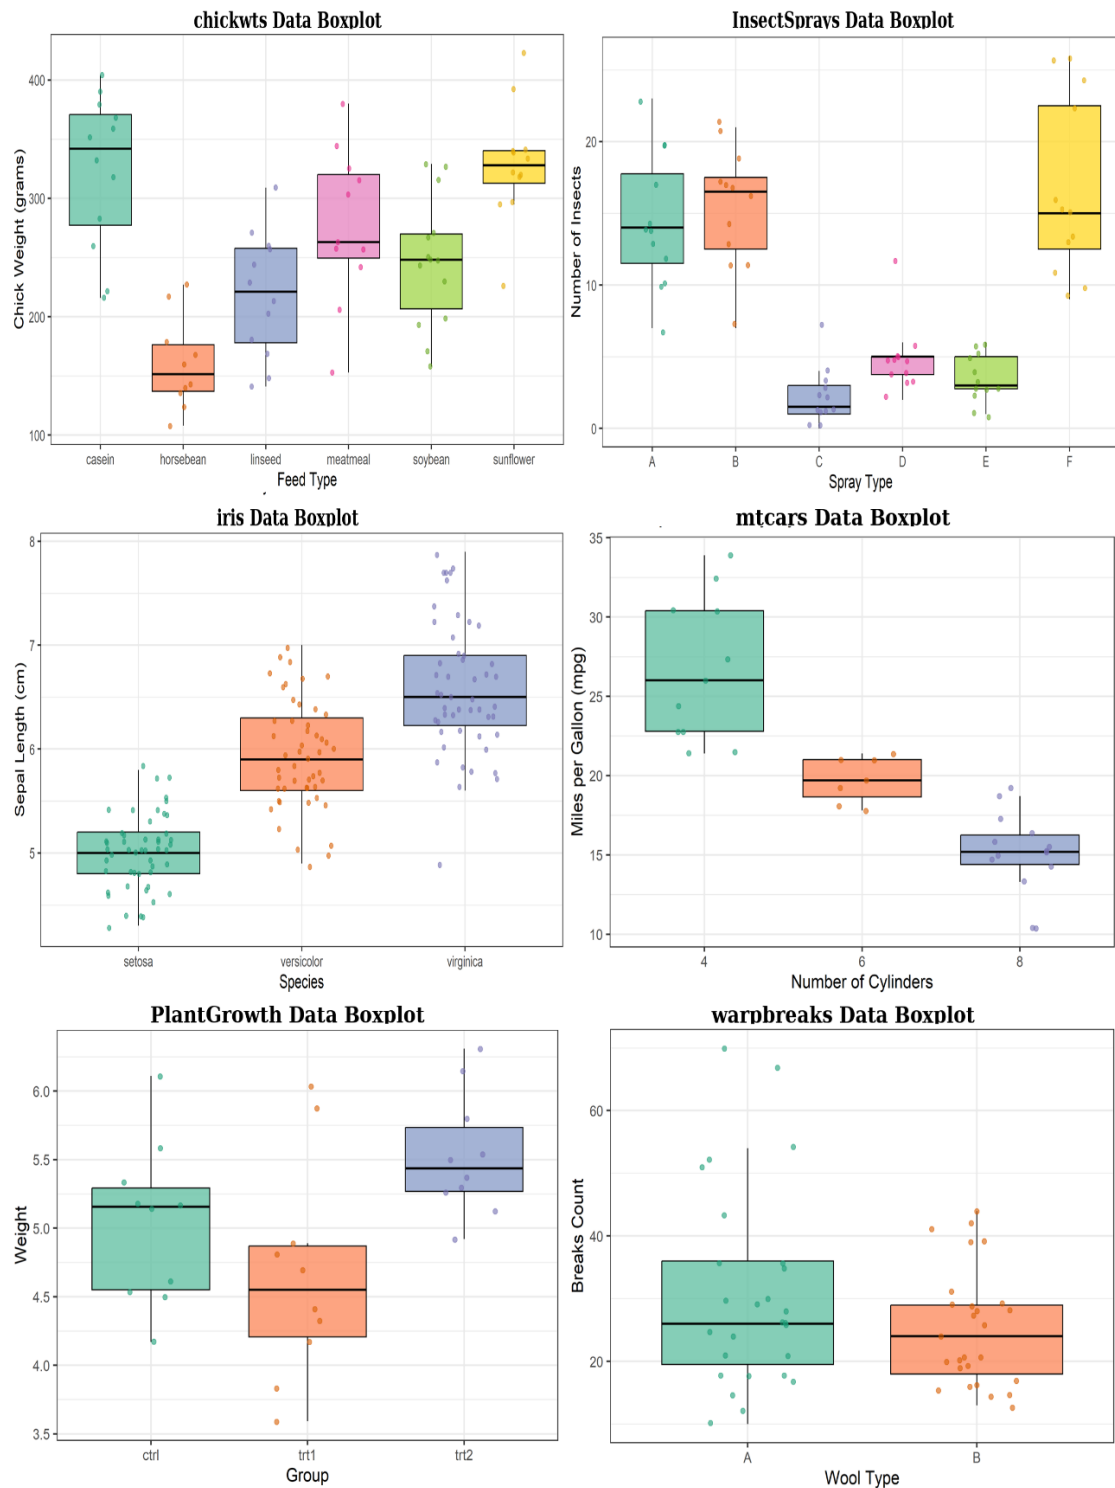 chickwts Data Boxplot
Chick Weight (grams)
400
300
200
100
casein horsebean linseed meatmeal soybean sunflower
Feed Type
InsectSprays Data Boxplot
Number of Insects
20
10
0
A B C D E F
Spray Type
iris Data Boxplot
Sepal Length (cm)
8
7
6
5
setosa versicolor virginica
Species
mtcars Data Boxplot
Miles per Gallon (mpg)
35
30
25
20
15
10
4 6 8
Number of Cylinders
PlantGrowth Data Boxplot
Weight
6.0
5.5
5.0
4.5
4.0
3.5
ctrl trt1 trt2
Group
warpbreaks Data Boxplot
Breaks Count
60
40
20
A B
Wool Type